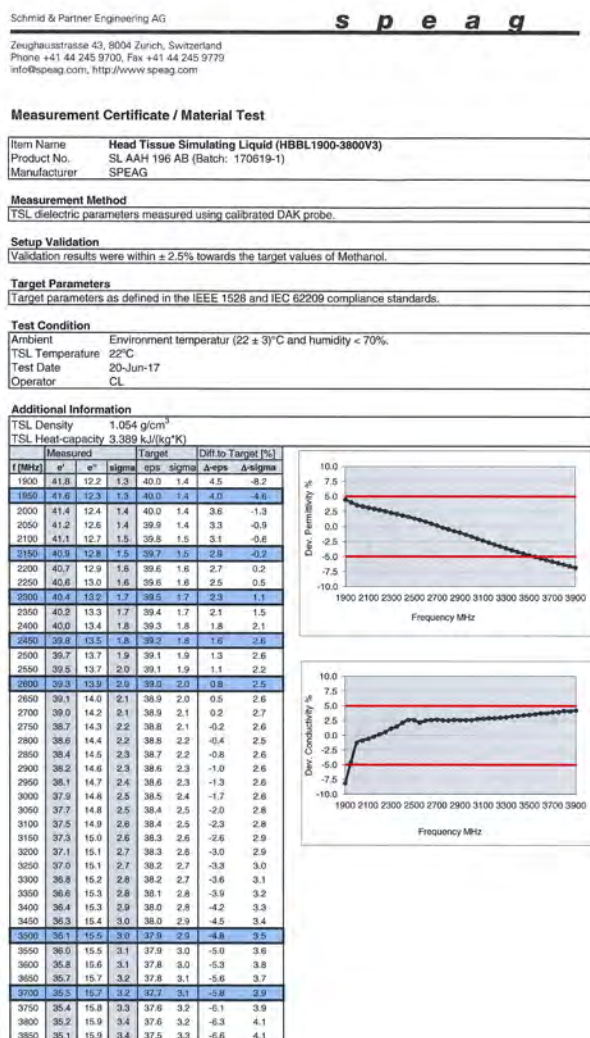 Schmid & Partner Engineering AG
s p e a g
Zeughausstrasse 43, 8004 Zurich, Switzerland
Phone +41 44 245 9700, Fax +41 44 245 9779
info@speag.com, http://www.speag.com
Measurement Certificate / Material Test
Item Name Head Tissue Simulating Liquid (HBBL1900-3800V3)
Product No. SL AAH 196 AB (Batch: 170619-1)
Manufacturer SPEAG
Measurement Method
TSL dielectric parameters measured using calibrated DAK probe.
Setup Validation
Validation results were within ± 2.5% towards the target values of Methanol.
Target Parameters
Target parameters as defined in the IEEE 1528 and IEC 62209 compliance standards.
Test Condition
Ambient Environment temperatur (22 ± 3)°C and humidity < 70%.
TSL Temperature 22°C
Test Date 20-Jun-17
Operator CL
Additional Information
TSL Density 1.054 g/cm³
TSL Heat-capacity 3.389 kJ/(kg*K)
Measured Target Diff.to Target [%]
f [MHz] e' e" sigma eps sigma Δ-eps Δ-sigma
1900 41.8 12.2 1.3 40.0 1.4 4.5 -8.2
1950 41.6 12.3 1.3 40.0 1.4 4.0 -4.6
2000 41.4 12.4 1.4 40.0 1.4 3.6 -1.3
2050 41.2 12.6 1.4 39.9 1.4 3.3 -0.9
2100 41.1 12.7 1.5 39.8 1.5 3.1 -0.6
2150 40.9 12.8 1.5 39.7 1.5 2.9 -0.2
2200 40.7 12.9 1.6 39.6 1.6 2.7 0.2
2250 40.6 13.0 1.6 39.6 1.6 2.5 0.5
2300 40.4 13.2 1.7 39.5 1.7 2.3 1.1
2350 40.2 13.3 1.7 39.4 1.7 2.1 1.5
2400 40.0 13.4 1.8 39.3 1.8 1.8 2.1
2450 39.8 13.5 1.8 39.2 1.8 1.6 2.6
2500 39.7 13.7 1.9 39.1 1.9 1.3 2.6
2550 39.5 13.7 2.0 39.1 1.9 1.1 2.2
2600 39.3 13.9 2.0 39.0 2.0 0.8 2.5
2650 39.1 14.0 2.1 38.9 2.0 0.5 2.6
2700 39.0 14.2 2.1 38.9 2.1 0.2 2.7
2750 38.7 14.3 2.2 38.8 2.1 -0.2 2.6
2800 38.6 14.4 2.2 38.8 2.2 -0.4 2.5
2850 38.4 14.5 2.3 38.7 2.2 -0.8 2.6
2900 38.2 14.6 2.3 38.6 2.3 -1.0 2.6
2950 38.1 14.7 2.4 38.6 2.3 -1.3 2.6
3000 37.9 14.8 2.5 38.5 2.4 -1.7 2.6
3050 37.7 14.8 2.5 38.4 2.5 -2.0 2.8
3100 37.5 14.9 2.6 38.4 2.5 -2.3 2.8
3150 37.3 15.0 2.6 38.3 2.6 -2.6 2.9
3200 37.1 15.1 2.7 38.3 2.6 -3.0 2.9
3250 37.0 15.1 2.7 38.2 2.7 -3.3 3.0
3300 36.8 15.2 2.8 38.2 2.7 -3.6 3.1
3350 36.6 15.3 2.8 38.1 2.8 -3.9 3.2
3400 36.4 15.3 2.9 38.0 2.8 -4.2 3.3
3450 36.3 15.4 3.0 38.0 2.9 -4.5 3.4
3500 36.1 15.5 3.0 37.9 2.9 -4.8 3.5
3550 36.0 15.5 3.1 37.9 3.0 -5.0 3.6
3600 35.8 15.6 3.1 37.8 3.0 -5.3 3.8
3650 35.7 15.7 3.2 37.8 3.1 -5.6 3.7
3700 35.5 15.7 3.2 37.7 3.1 -5.8 3.9
3750 35.4 15.8 3.3 37.6 3.2 -6.1 3.9
3800 35.2 15.9 3.4 37.6 3.2 -6.3 4.1
3850 35.1 15.9 3.4 37.5 3.3 -6.6 4.1
Dev. Permittivity %
10.0
7.5
5.0
2.5
0.0
-2.5
-5.0
-7.5
-10.0
1900 2100 2300 2500 2700 2900 3100 3300 3500 3700 3900
Frequency MHz
Dev. Conductivity %
10.0
7.5
5.0
2.5
0.0
-2.5
-5.0
-7.5
-10.0
1900 2100 2300 2500 2700 2900 3100 3300 3500 3700 3900
Frequency MHz